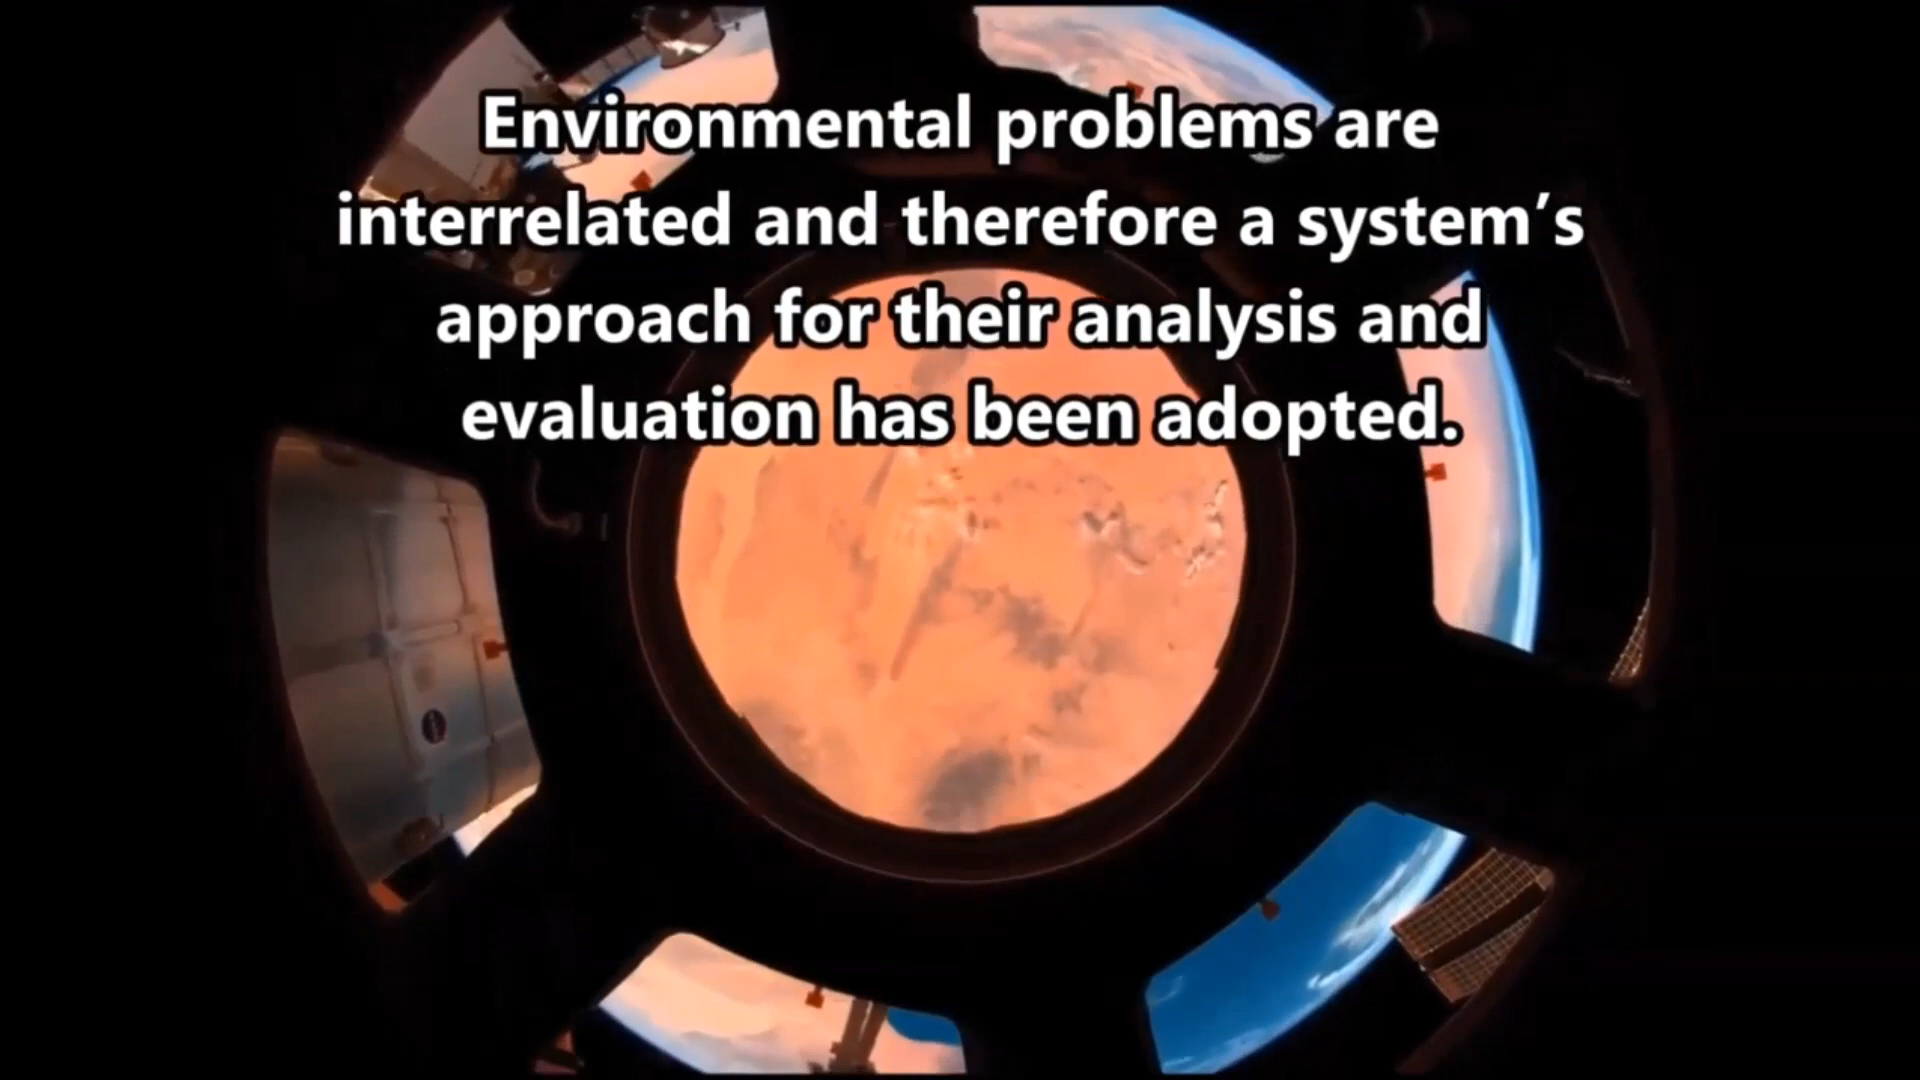 Environmental problems are
interrelated and therefore a system’s
approach for their analysis and
evaluation has been adopted.